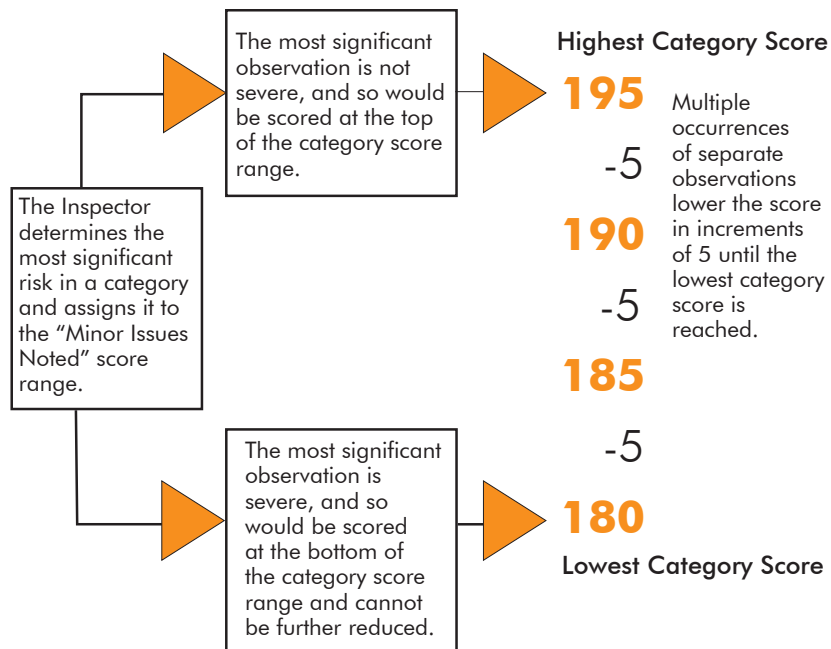 The Inspector
determines the
most significant
risk in a category
and assigns it to
the “Minor Issues
Noted” score
range.
The most significant
observation is not
severe, and so would
be scored at the top
of the category score
range.
The most significant
observation is
severe, and so
would be scored
at the bottom of
the category score
range and cannot
be further reduced.
Highest Category Score
195
-5
190
-5
185
-5
180
Lowest Category Score
Multiple
occurrences
of separate
observations
lower the score
in increments
of 5 until the
lowest category
score is
reached.